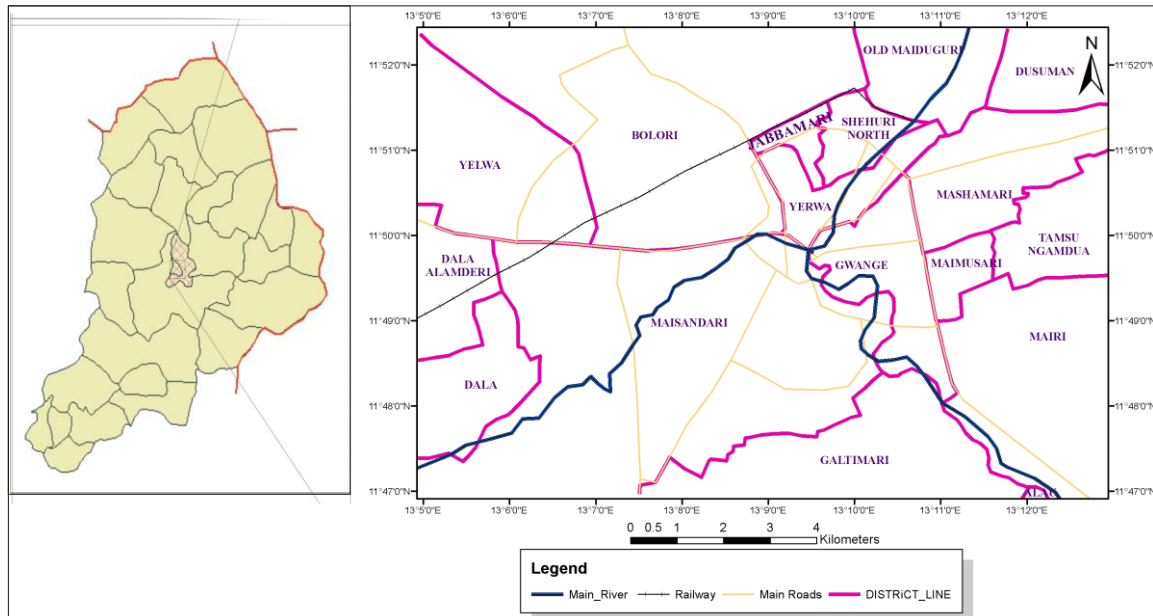 13°5'0"E 13°6'0"E 13°7'0"E 13°8'0"E 13°9'0"E 13°10'0"E 13°11'0"E 13°12'0"E
N
OLD MAIDUGURI
11°52'0"N 11°52'0"N
DUSUMAN
JABBAMARI
SHEHURI
NORTH
BOLORI
11°51'0"N 11°51'0"N
YELWA
MASHAMARI
YERWA
11°50'0"N 11°50'0"N
TAMSU
NGAMDUA
DALA
ALAMDERI
MAIMUSARI
GWANGE
11°49'0"N 11°49'0"N
MAISANDARI
MAIRI
DALA
11°48'0"N 11°48'0"N
GALTIMARI
11°47'0"N 11°47'0"N
13°5'0"E 13°6'0"E 13°7'0"E 13°8'0"E 13°9'0"E 13°10'0"E 13°11'0"E 13°12'0"E
0 0.5 1 2 3 4
Kilometers
Legend
Main_River Railway Main Roads DISTRiCT_LINE